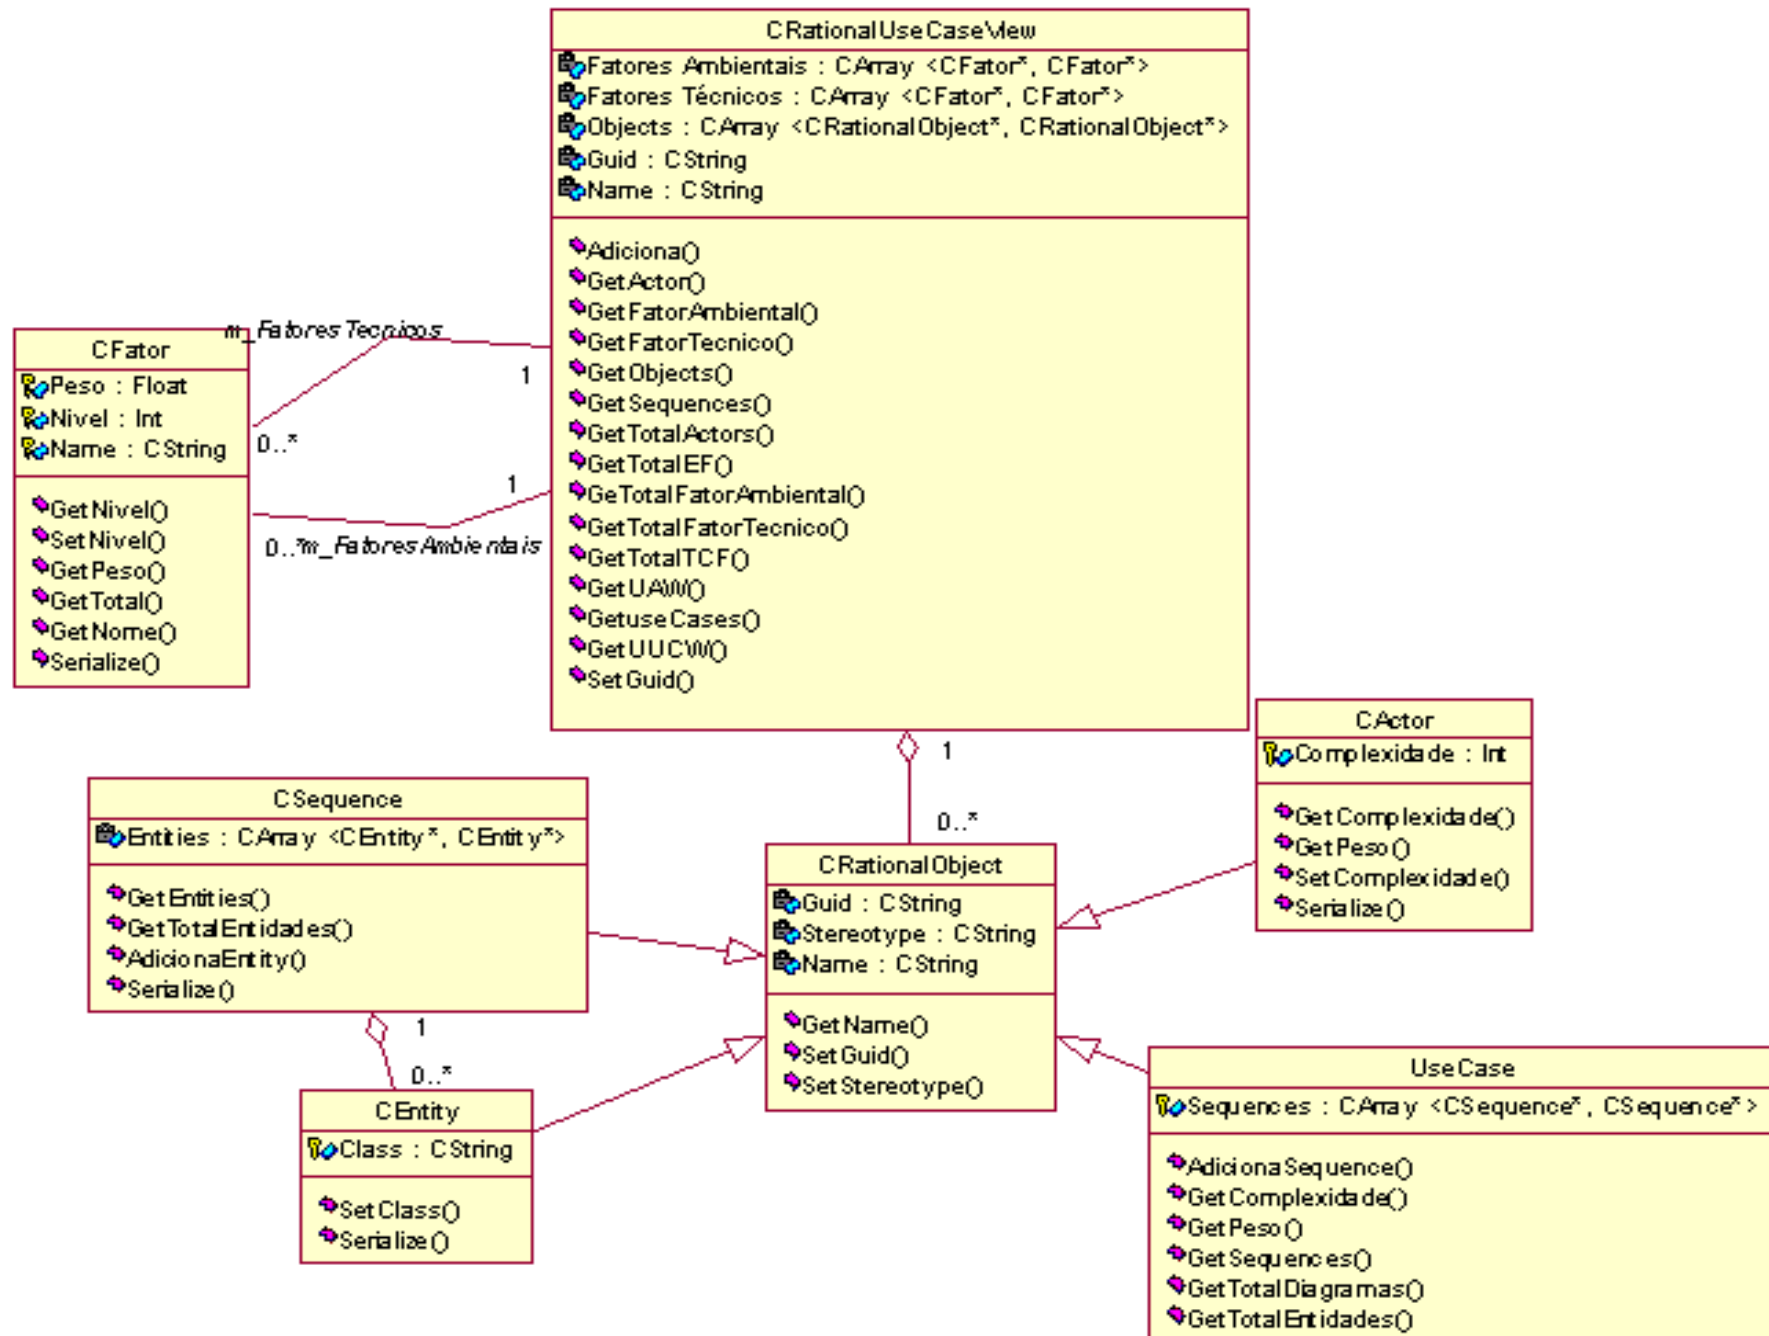 CRationalUseCaseView
Fatores Ambientais : CArray <CFator*, CFator*>
Fatores Técnicos : CArray <CFator*, CFator*>
Objects : CArray <CRationalObject*, CRationalObject*>
Guid : CString
Name : CString
Adiciona()
GetActor()
GetFatorAmbiental()
GetFatorTecnico()
GetObjects()
GetSequences()
GetTotalActors()
GetTotalEF()
GeTotalFatorAmbiental()
GetTotalFatorTecnico()
GetTotalTCF()
GetUAW()
GetuseCases()
GetUUCW()
SetGuid()
m_FatoresTecnicos
1
0..*
1
0..*m_FatoresAmbientais
CFator
Peso : Float
Nivel : Int
Name : CString
GetNivel()
SetNivel()
GetPeso()
GetTotal()
GetNome()
Serialize()
1
0..*
CActor
Complexidade : Int
GetComplexidade()
GetPeso()
SetComplexidade()
Serialize()
CSequence
Entities : CArray <CEntity*, CEntity*>
GetEntities()
GetTotalEntidades()
AdicionaEntity()
Serialize()
CRationalObject
Guid : CString
Stereotype : CString
Name : CString
GetName()
SetGuid()
SetStereotype()
1
0..*
CEntity
Class : CString
SetClass()
Serialize()
UseCase
Sequences : CArray <CSequence*, CSequence*>
AdicionaSequence()
GetComplexidade()
GetPeso()
GetSequences()
GetTotalDiagramas()
GetTotalEntidades()